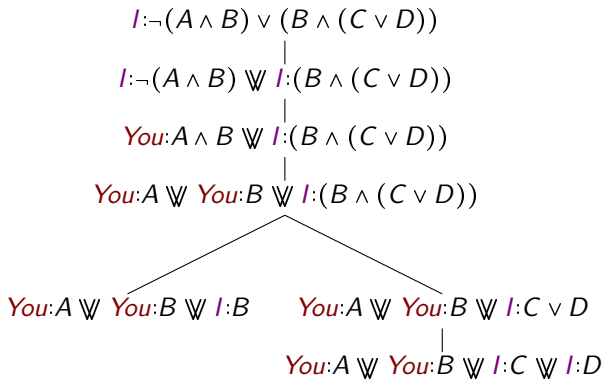 I:¬(A ∧ B) ∨ (B ∧ (C ∨ D))
I:¬(A ∧ B) ⩔ I:(B ∧ (C ∨ D))
You:A ∧ B ⩔ I:(B ∧ (C ∨ D))
You:A ⩔ You:B ⩔ I:(B ∧ (C ∨ D))
You:A ⩔ You:B ⩔ I:B
You:A ⩔ You:B ⩔ I:C ∨ D
You:A ⩔ You:B ⩔ I:C ⩔ I:D